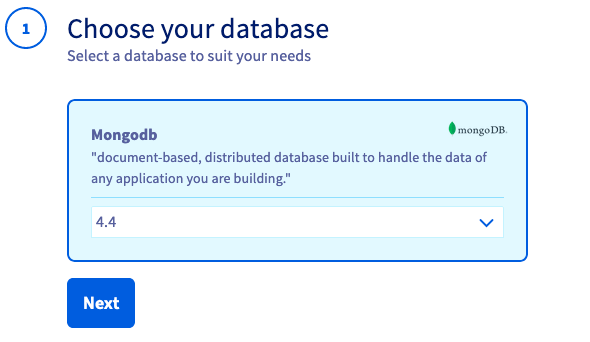 1
Choose your database
Select a database to suit your needs
Mongodb
mongoDB.
"document-based, distributed database built to handle the data of
any application you are building."
4.4
Next